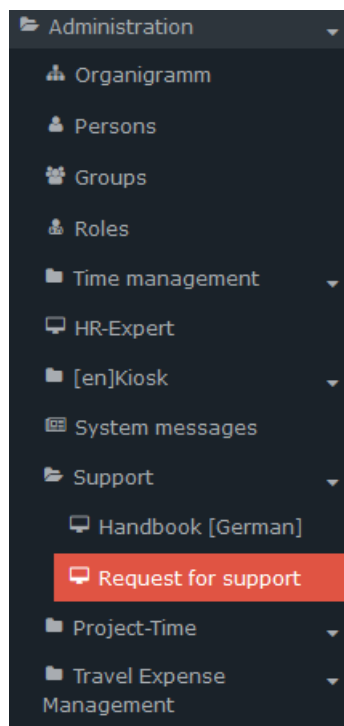 Administration
Organigramm
Persons
Groups
Roles
Time management
HR-Expert
[en]Kiosk
System messages
Support
Handbook [German]
Request for support
Project-Time
Travel Expense
Management